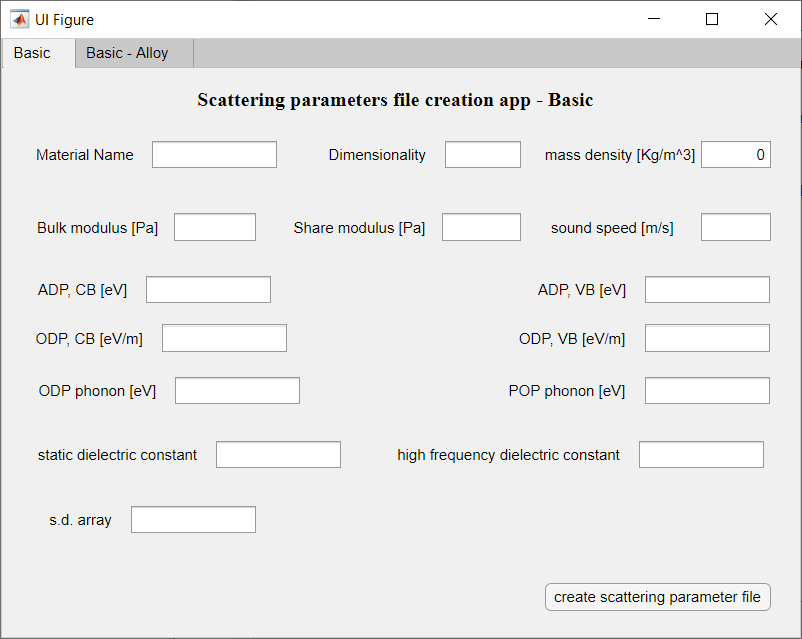 UI Figure
Basic Basic - Alloy
Scattering parameters file creation app - Basic
Material Name Dimensionality mass density [Kg/m^3] 0
Bulk modulus [Pa] Share modulus [Pa] sound speed [m/s]
ADP, CB [eV] ADP, VB [eV]
ODP, CB [eV/m] ODP, VB [eV/m]
ODP phonon [eV] POP phonon [eV]
static dielectric constant high frequency dielectric constant
s.d. array
create scattering parameter file